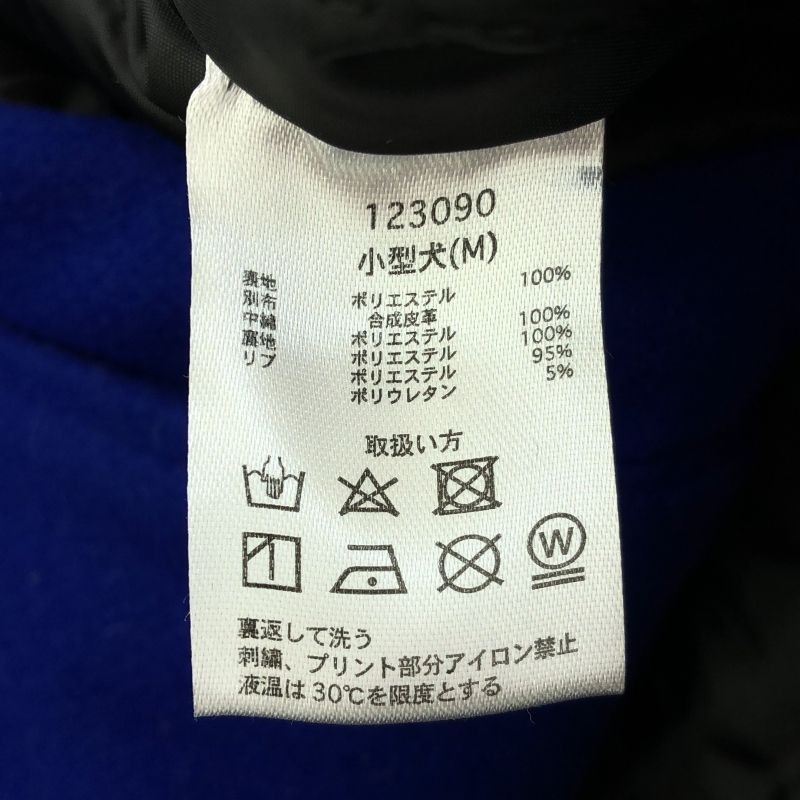 123090
小型犬(M)
表地 ポリエステル 100%
別布 合成皮革
中綿 ポリエステル 100%
裏地 ポリエステル 100%
リブ ポリエステル 95%
ポリウレタン 5%
取扱い方
W
裏返して洗う
刺繍、プリント部分アイロン禁止
液温は30℃を限度とする